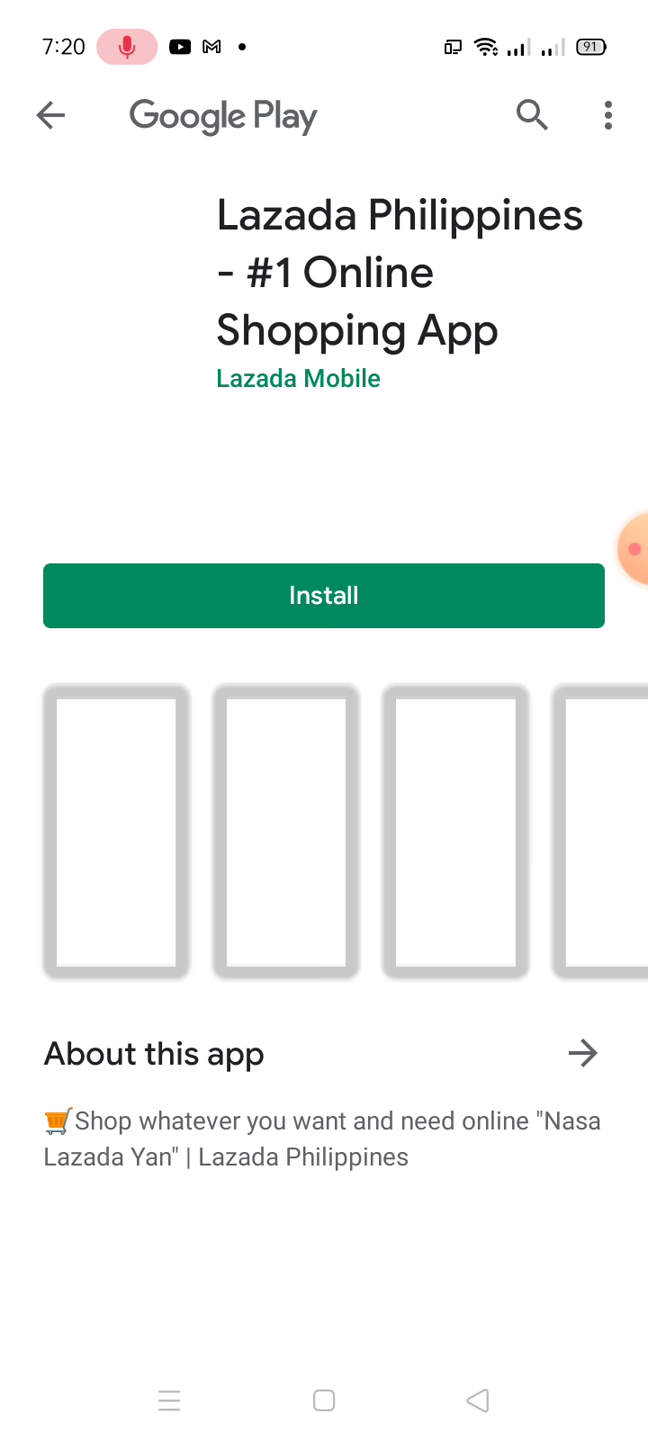 7:20
91
Google Play
Lazada Philippines
- #1 Online
Shopping App
Lazada Mobile
Install
About this app
🛒Shop whatever you want and need online "Nasa
Lazada Yan" | Lazada Philippines